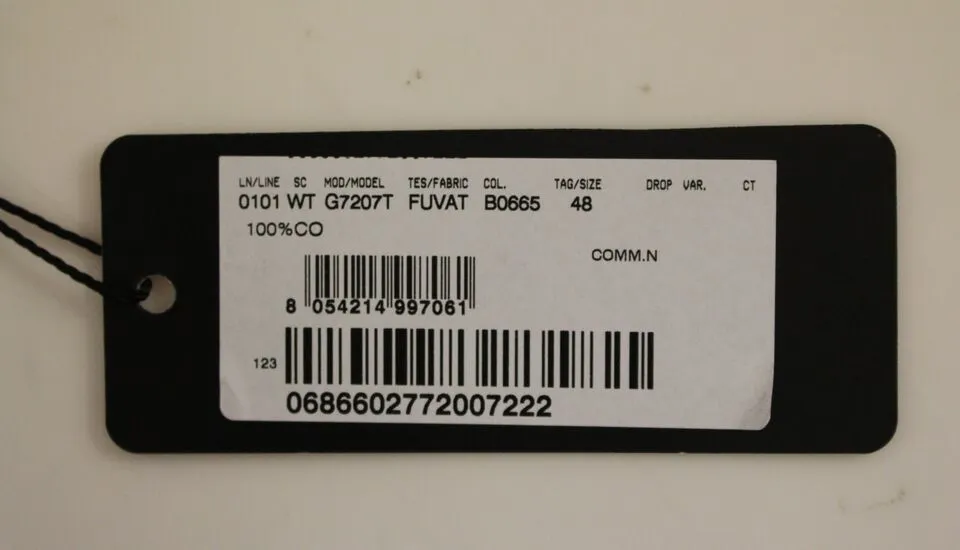 LN/LINE SC MOD/MODEL TES/FABRIC COL. TAG/SIZE DROP VAR. CT
0101 WT G7207T FUVAT B0665 48
100%CO
COMM.N
8 054214 997061
123
0686602772007222